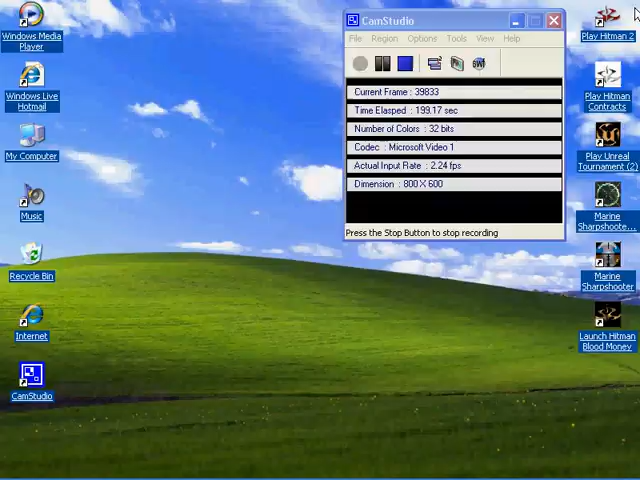 Windows Media
Player
Windows Live
Hotmail
My Computer
Music
Recycle Bin
Internet
CamStudio
CamStudio
File Region Options Tools View Help
Current Frame : 39833
Time Elasped : 199.17 sec
Number of Colors : 32 bits
Codec : Microsoft Video 1
Actual Input Rate : 2.24 fps
Dimension : 800 X 600
Press the Stop Button to stop recording
Play Hitman 2
Play Hitman
Contracts
Play Unreal
Tournament (2)
Marine
Sharpshoote...
Marine
Sharpshooter
Launch Hitman
Blood Money